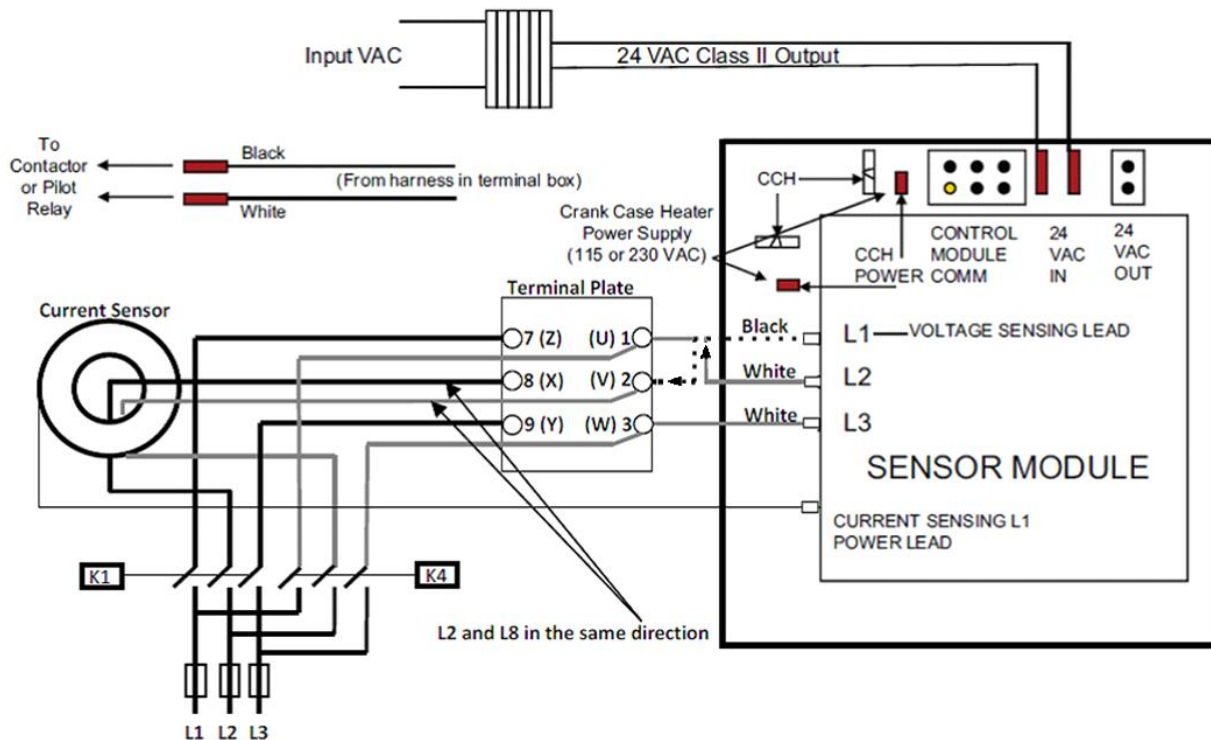 Input VAC
24 VAC Class II Output
To
Contactor
or Pilot
Relay
Black
(From harness in terminal box)
White
CCH
Crank Case Heater
Power Supply
(115 or 230 VAC)
CCH
POWER
CONTROL
MODULE
COMM
24
VAC
IN
24
VAC
OUT
Current Sensor
Terminal Plate
7 (Z) (U) 1
8 (X) (V) 2
9 (Y) (W) 3
Black
White
White
L1 VOLTAGE SENSING LEAD
L2
L3
SENSOR MODULE
CURRENT SENSING L1
POWER LEAD
K1
K4
L2 and L8 in the same direction
L1 L2 L3